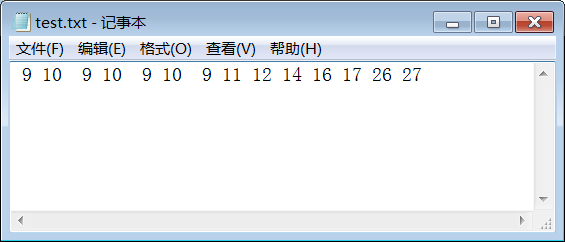 test.txt - 记事本
文件(F) 编辑(E) 格式(O) 查看(V) 帮助(H)
9 10  9 10  9 10  9 11 12 14 16 17 26 27